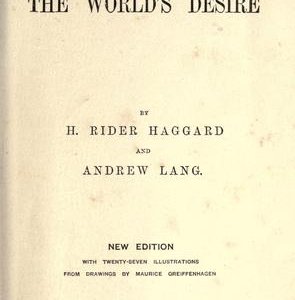 THE WORLD'S DESIRE
BY
H. RIDER HAGGARD
AND
ANDREW LANG.
NEW EDITION
WITH TWENTY-SEVEN ILLUSTRATIONS
FROM DRAWINGS BY MAURICE GREIFFENHAGEN